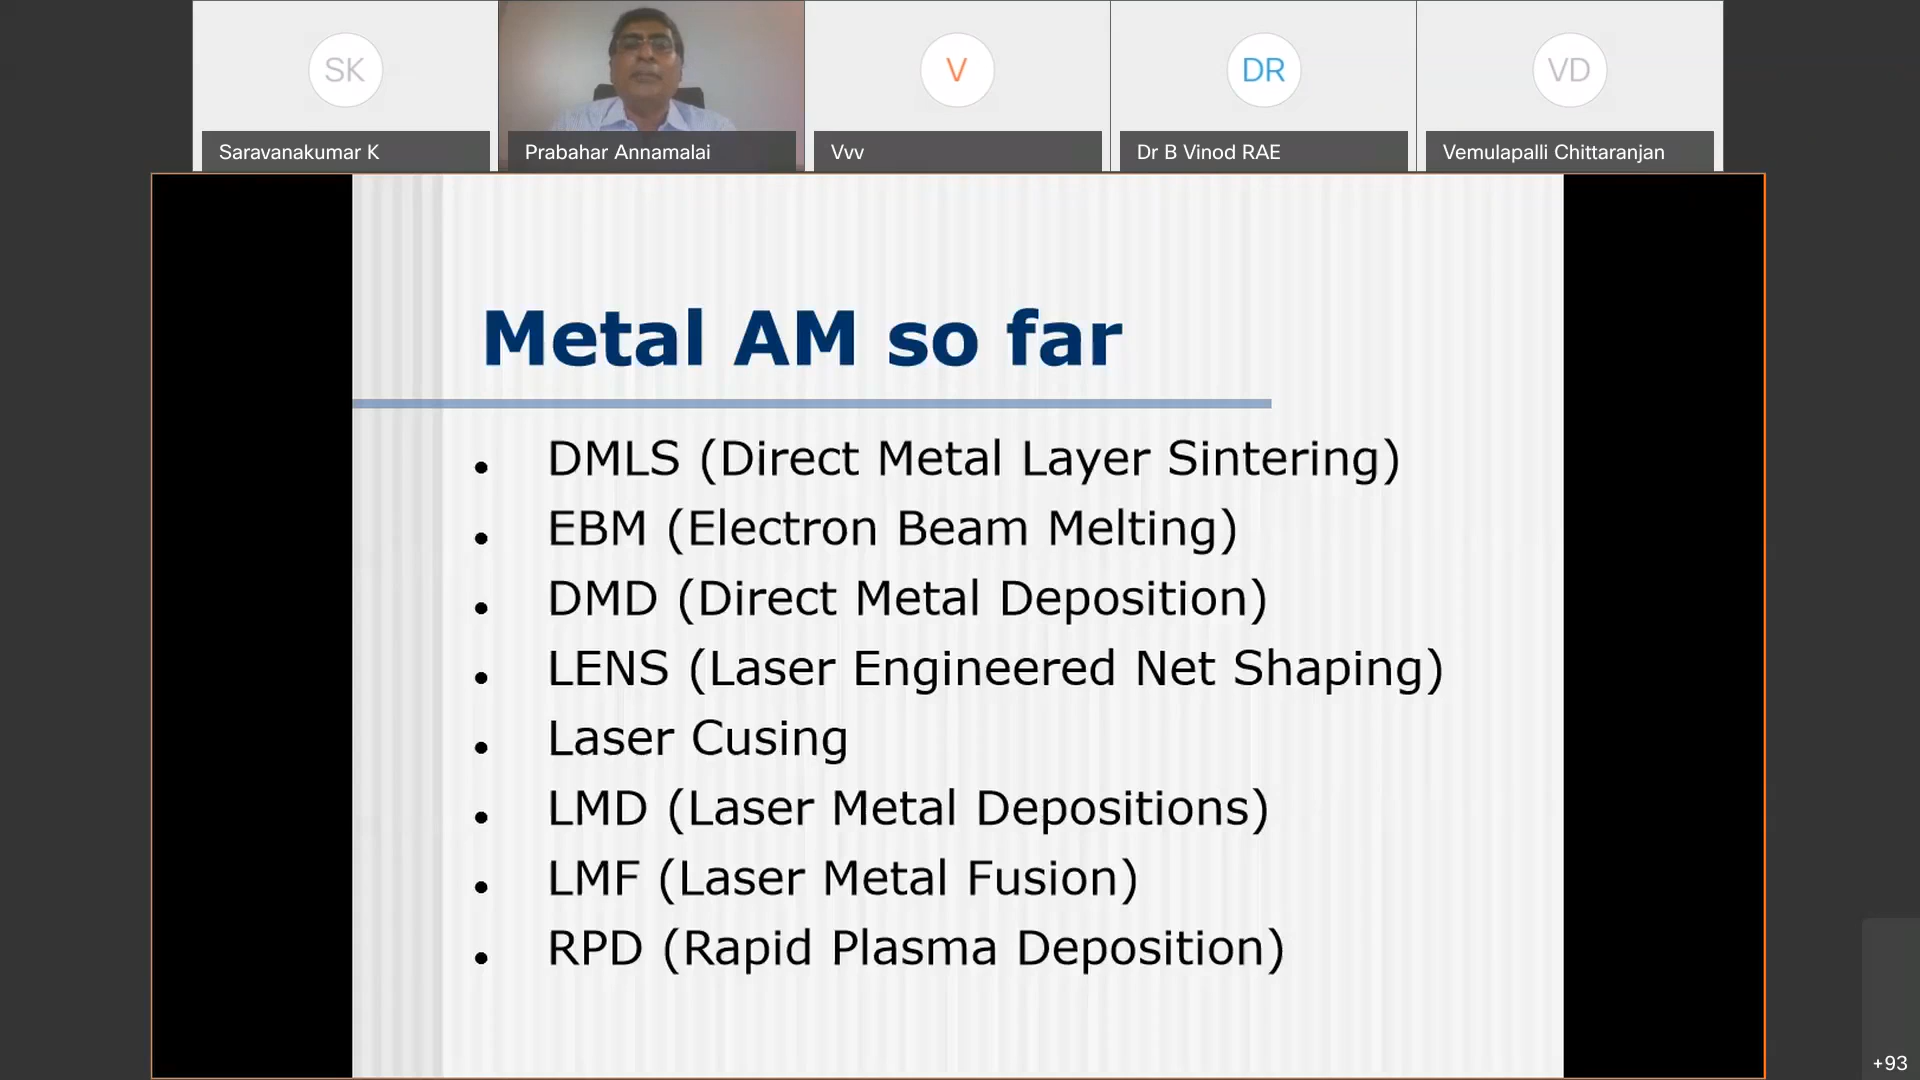 SK
V
DR
VD
Saravanakumar K
Prabahar Annamalai
Vvv
Dr B Vinod RAE
Vemulapalli Chittaranjan
Metal AM so far
• DMLS (Direct Metal Layer Sintering)
• EBM (Electron Beam Melting)
• DMD (Direct Metal Deposition)
• LENS (Laser Engineered Net Shaping)
• Laser Cusing
• LMD (Laser Metal Depositions)
• LMF (Laser Metal Fusion)
• RPD (Rapid Plasma Deposition)
+93